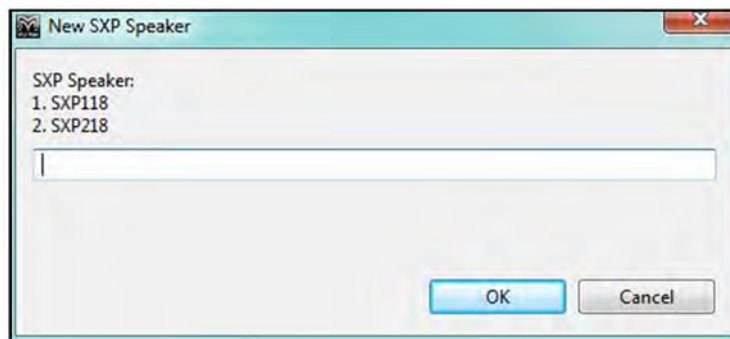 New SXP Speaker
SXP Speaker:
1. SXP118
2. SXP218
OK
Cancel